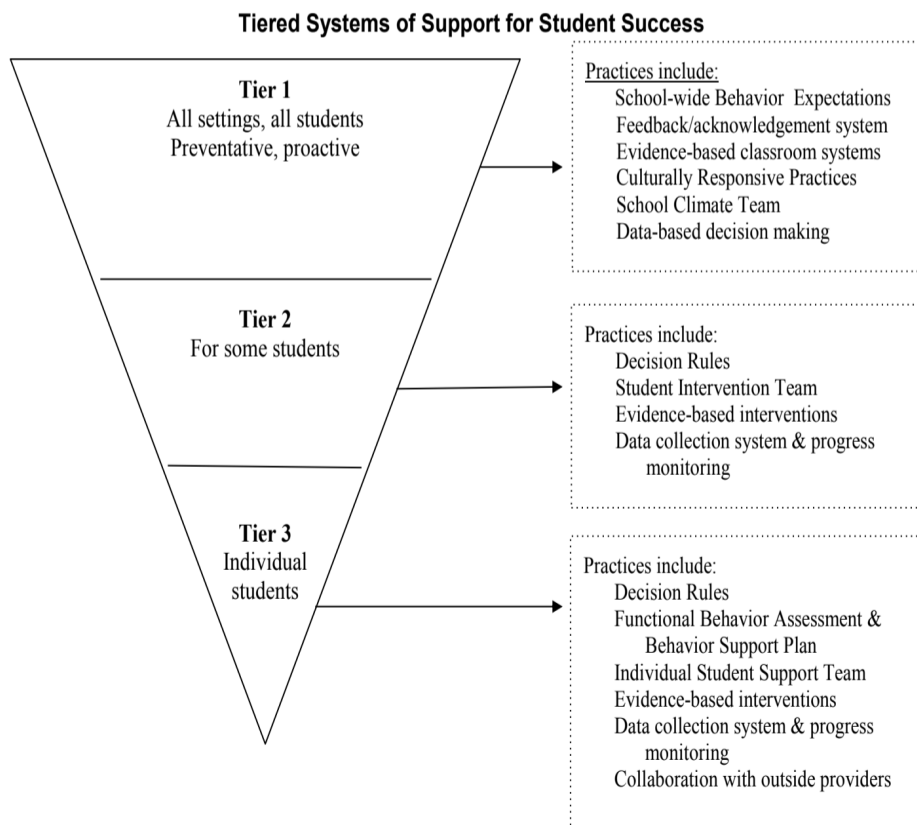 Tiered Systems of Support for Student Success
Tier 1
All settings, all students
Preventative, proactive
Practices include:
School-wide Behavior Expectations
Feedback/acknowledgement system
Evidence-based classroom systems
Culturally Responsive Practices
School Climate Team
Data-based decision making
Tier 2
For some students
Practices include:
Decision Rules
Student Intervention Team
Evidence-based interventions
Data collection system & progress
monitoring
Tier 3
Individual
students
Practices include:
Decision Rules
Functional Behavior Assessment &
Behavior Support Plan
Individual Student Support Team
Evidence-based interventions
Data collection system & progress
monitoring
Collaboration with outside providers